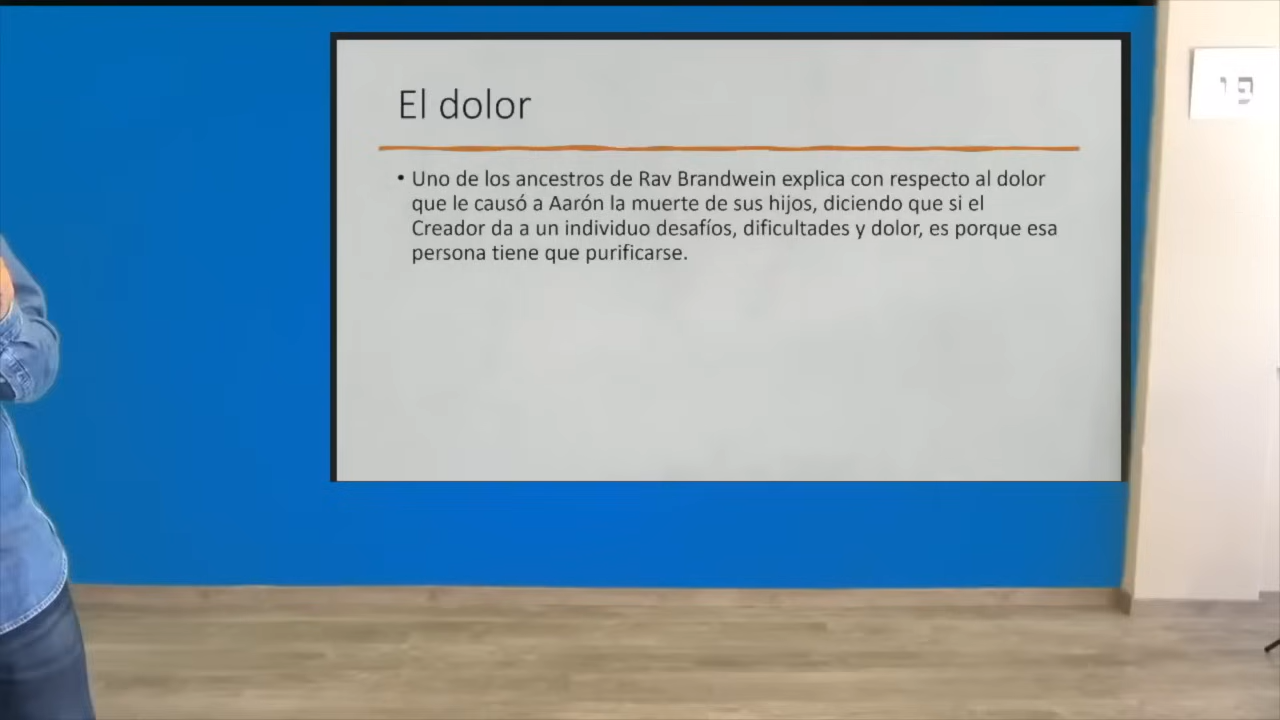 El dolor
• Uno de los ancestros de Rav Brandwein explica con respecto al dolor
que le causó a Aarón la muerte de sus hijos, diciendo que si el
Creador da a un individuo desafíos, dificultades y dolor, es porque esa
persona tiene que purificarse.